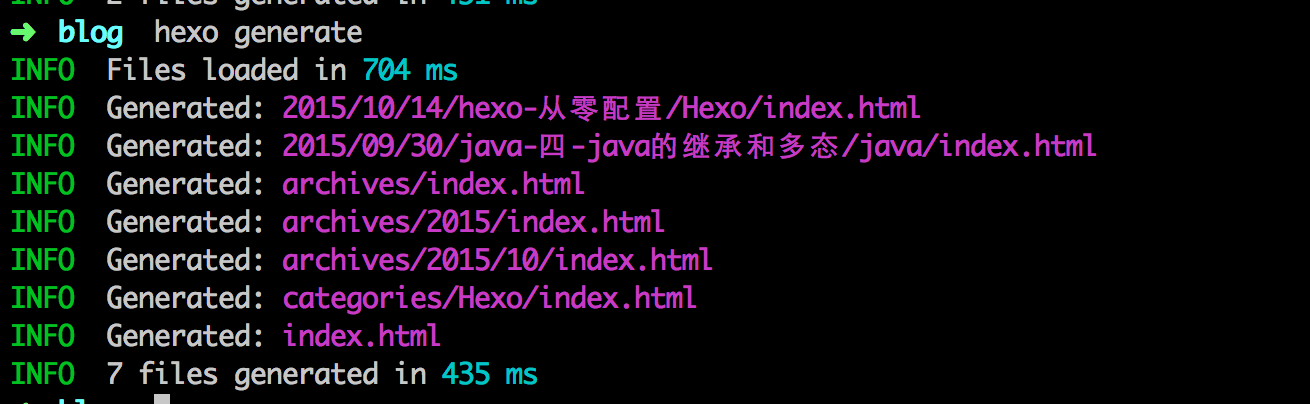 2 files generated in 431 ms
➜ blog hexo generate
INFO Files loaded in 704 ms
INFO Generated: 2015/10/14/hexo-从零配置/Hexo/index.html
INFO Generated: 2015/09/30/java-四-java的继承和多态/java/index.html
INFO Generated: archives/index.html
INFO Generated: archives/2015/index.html
INFO Generated: archives/2015/10/index.html
INFO Generated: categories/Hexo/index.html
INFO Generated: index.html
INFO 7 files generated in 435 ms